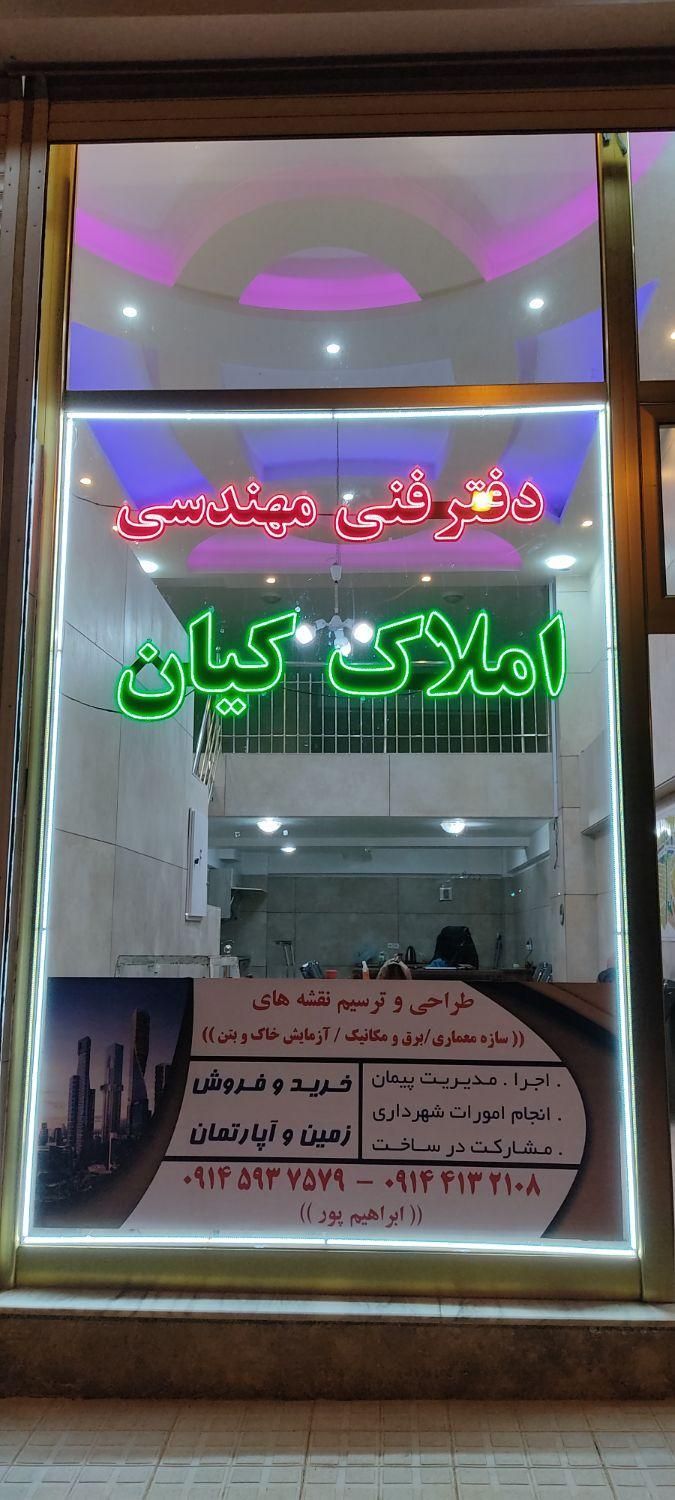 دفتر فنی مهندسی
املاک کیان
طراحی و ترسیم نقشه های
(( سازه معماری/برق و مکانیک / آزمایش خاک و بتن ))
. اجرا . مدیریت پیمان
. انجام امورات شهرداری
. مشارکت در ساخت
خرید و فروش
زمین و آپارتمان
۰۹۱۴ ۵۹۳ ۷۵۷۹ - ۰۹۱۴ ۴۱۳ ۲۱۰۸
(( ابراهیم پور ))